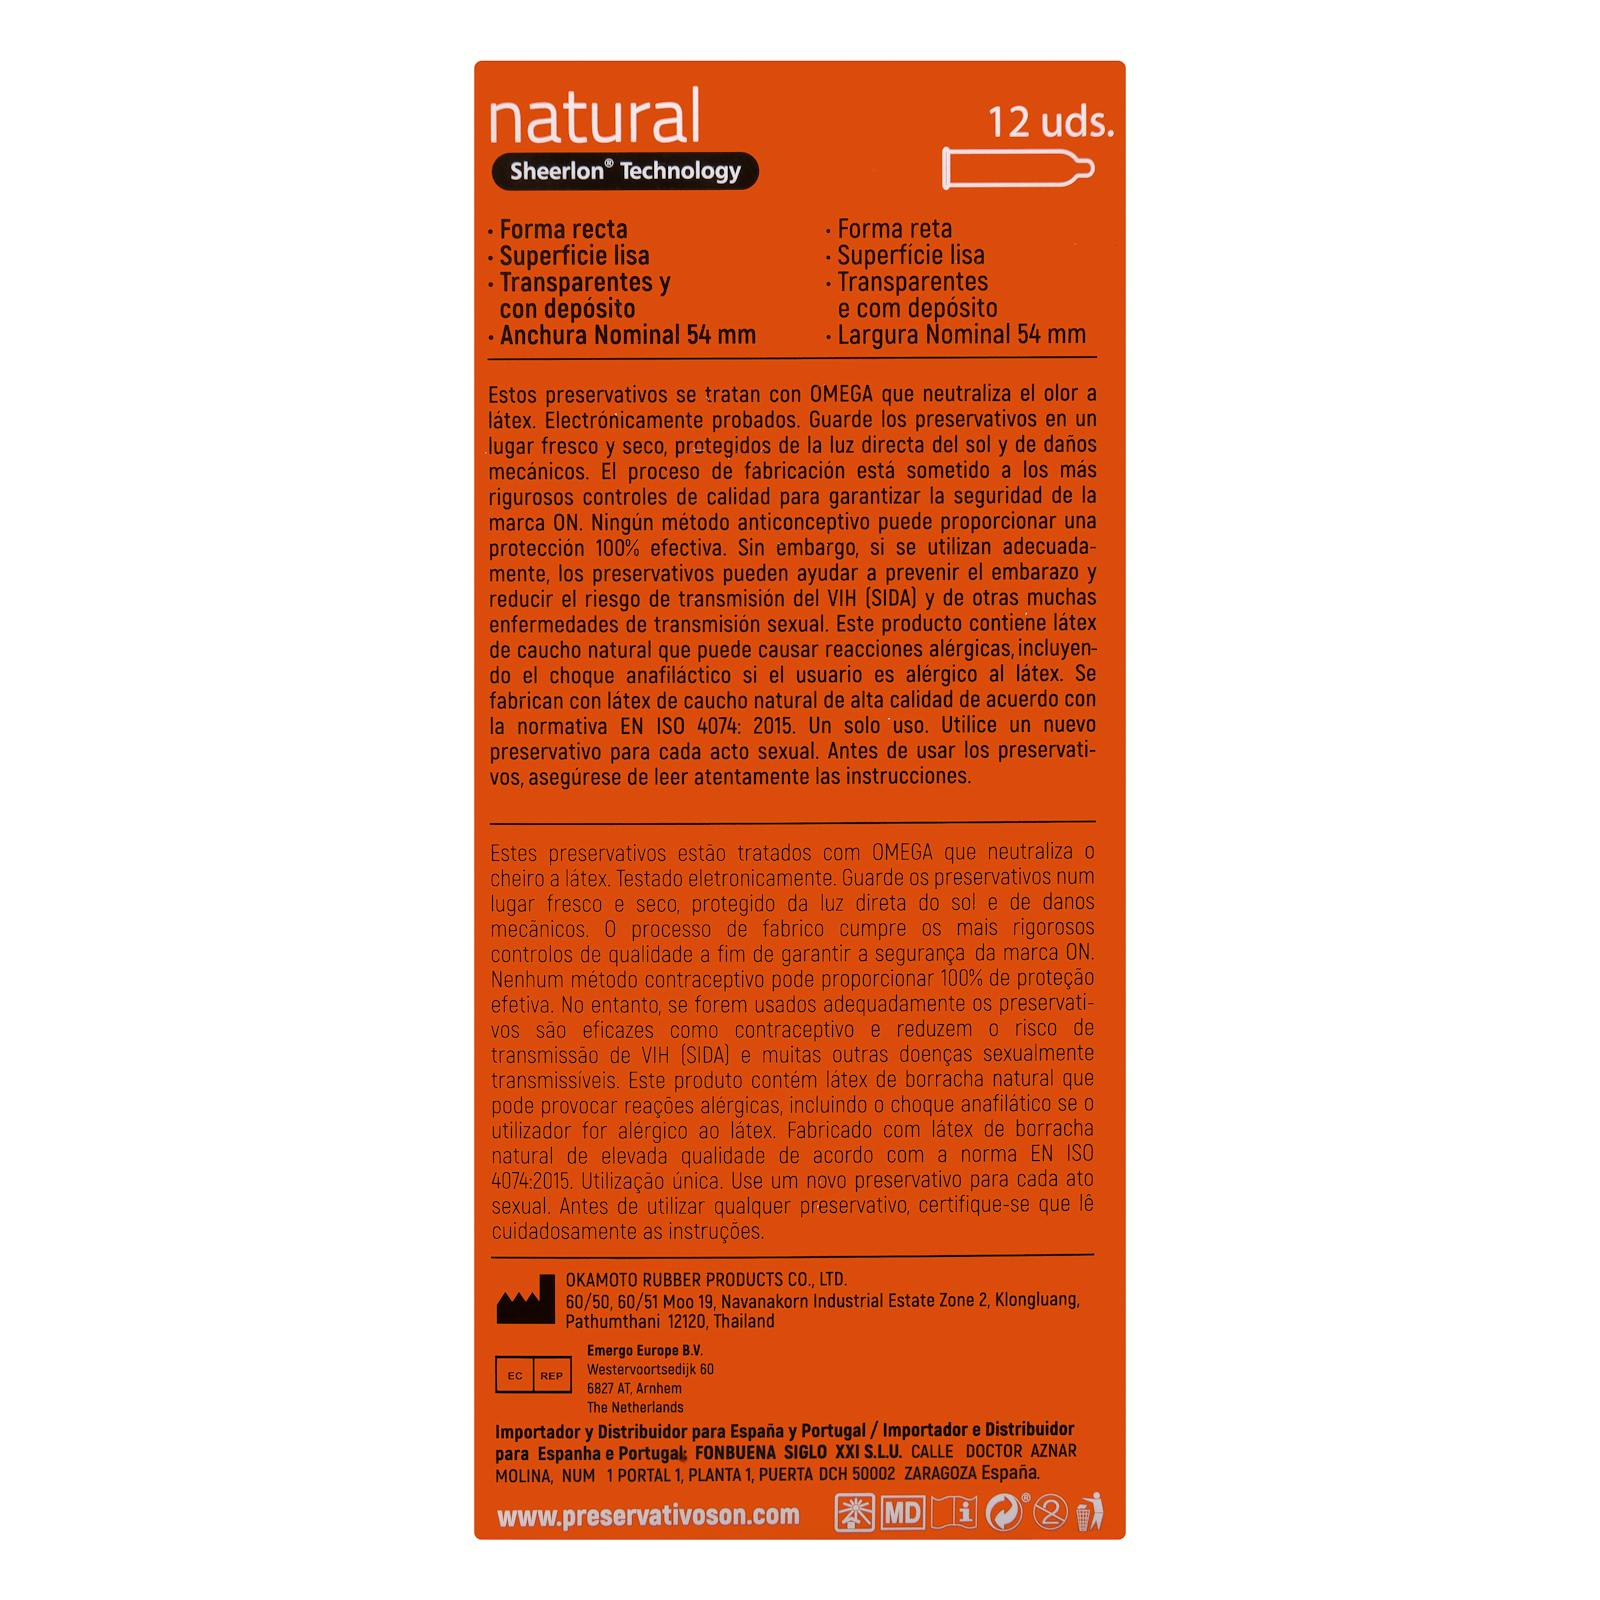 natural
12 uds.
Sheerlon® Technology
· Forma recta
· Superficie lisa
· Transparentes y
con depósito
· Anchura Nominal 54 mm
· Forma reta
· Superfície lisa
· Transparentes
e com depósito
· Largura Nominal 54 mm
Estos preservativos se tratan con OMEGA que neutraliza el olor a
látex. Electrónicamente probados. Guarde los preservativos en un
lugar fresco y seco, protegidos de la luz directa del sol y de daños
mecánicos. El proceso de fabricación está sometido a los más
rigurosos controles de calidad para garantizar la seguridad de la
marca ON. Ningún método anticonceptivo puede proporcionar una
protección 100% efectiva. Sin embargo, si se utilizan adecuada-
mente, los preservativos pueden ayudar a prevenir el embarazo y
reducir el riesgo de transmisión del VIH (SIDA) y de otras muchas
enfermedades de transmisión sexual. Este producto contiene látex
de caucho natural que puede causar reacciones alérgicas, incluyen-
do el choque anafiláctico si el usuario es alérgico al látex. Se
fabrican con látex de caucho natural de alta calidad de acuerdo con
la normativa EN ISO 4074: 2015. Un solo uso. Utilice un nuevo
preservativo para cada acto sexual. Antes de usar los preservati-
vos, asegúrese de leer atentamente las instrucciones.
Estes preservativos estão tratados com OMEGA que neutraliza o
cheiro a látex. Testado eletronicamente. Guarde os preservativos num
lugar fresco e seco, protegido da luz direta do sol e de danos
mecãnicos. O processo de fabrico cumpre os mais rigorosos
controlos de qualidade a fim de garantir a segurança da marca ON.
Nenhum método contraceptivo pode proporcionar 100% de proteção
efetiva. No entanto, se forem usados adequadamente os preservati-
vos são eficazes como contraceptivo e reduzem o risco de
transmissão de VIH (SIDA) e muitas outras doenças sexualmente
transmissíveis. Este produto contém látex de borracha natural que
pode provocar reações alérgicas, incluindo o choque anafilático se o
utilizador for alérgico ao látex. Fabricado com látex de borracha
natural de elevada qualidade de acordo com a norma EN ISO
4074:2015. Utilização única. Use um novo preservativo para cada ato
sexual. Antes de utilizar qualquer preservativo, certifique-se que lê
cuidadosamente as instruções.
OKAMOTO RUBBER PRODUCTS CO., LTD.
60/50, 60/51 Moo 19, Navanakorn Industrial Estate Zone 2, Klongluang,
Pathumthani 12120, Thailand
EC REP
Emergo Europe B.V.
Westervoortsedijk 60
6827 AT, Arnhem
The Netherlands
Importador y Distribuidor para España y Portugal / Importador e Distribuidor
para Espanha e Portugal: FONBUENA SIGLO XXI S.L.U. CALLE DOCTOR AZNAR
MOLINA, NUM 1 PORTAL 1, PLANTA 1, PUERTA DCH 50002 ZARAGOZA España.
www.preservativoson.com
MD i ® 2